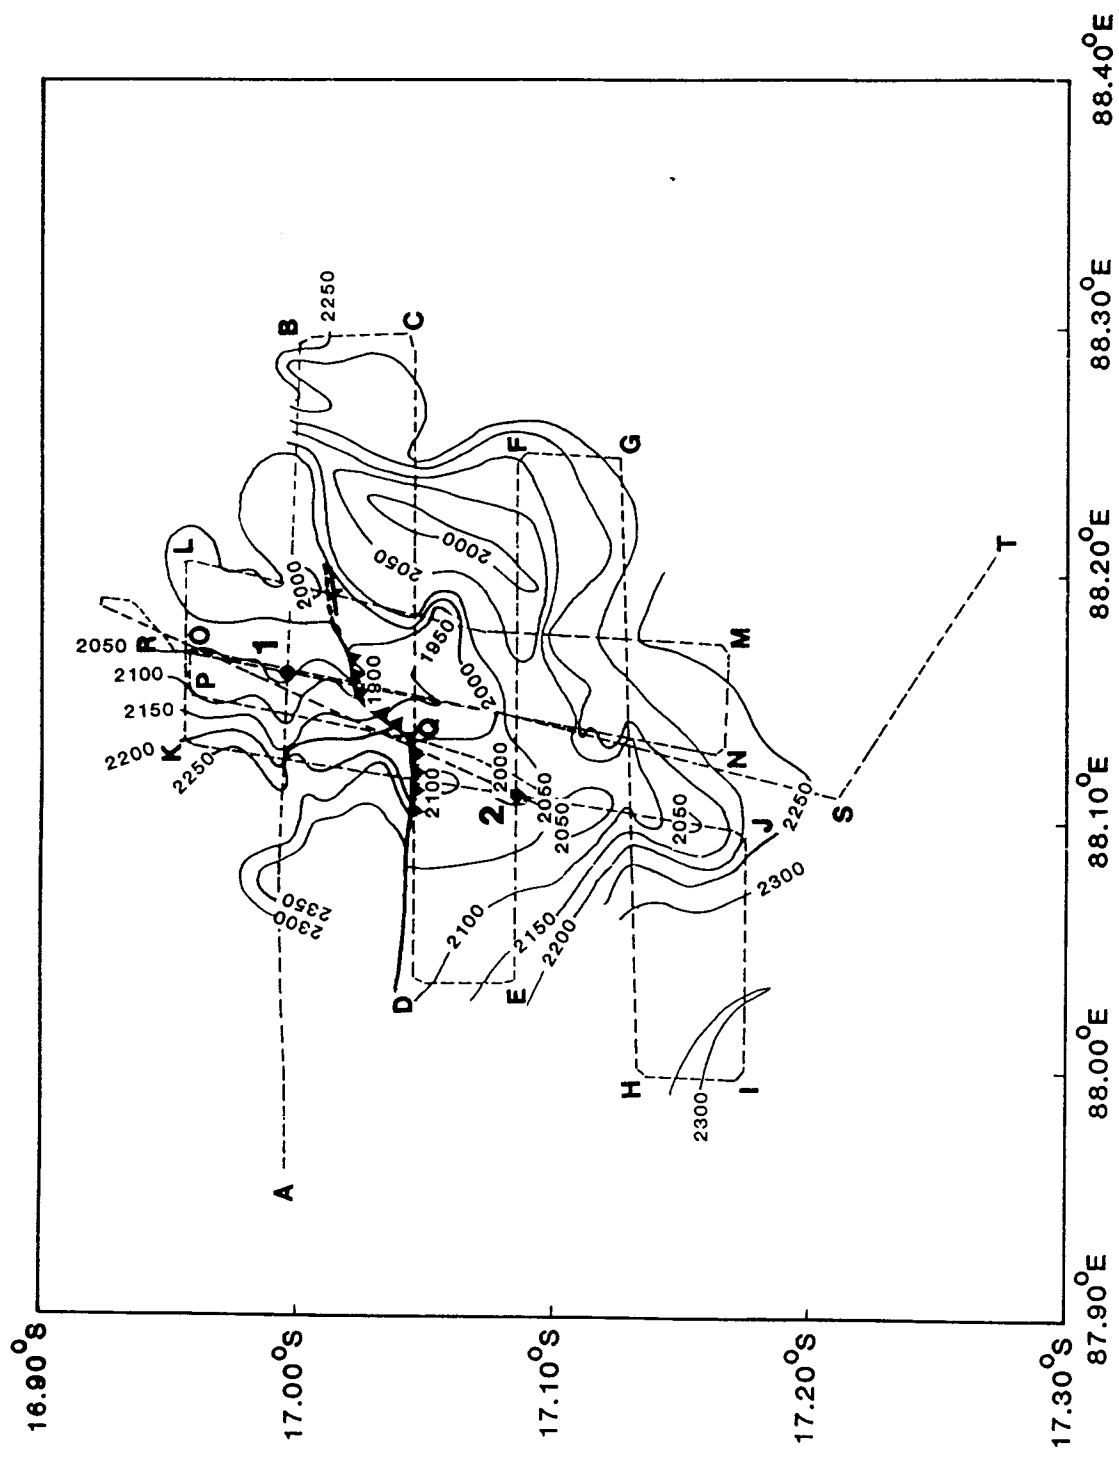 16.90°S
2050
2100
2150
2200
K
L
R
O
P
2250
1
17.00°S
A
B
2000
2300
2350
2250
1900
D
C
Q
2100
1950
2050
2000
2000
2100
2
2000
E
F
2050
2150
2050
17.10°S
2200
H
G
2050
2300
M
N
I
J
2300
2250
17.20°S
S
T
17.30°S
87.90°E
88.00°E
88.10°E
88.20°E
88.30°E
88.40°E